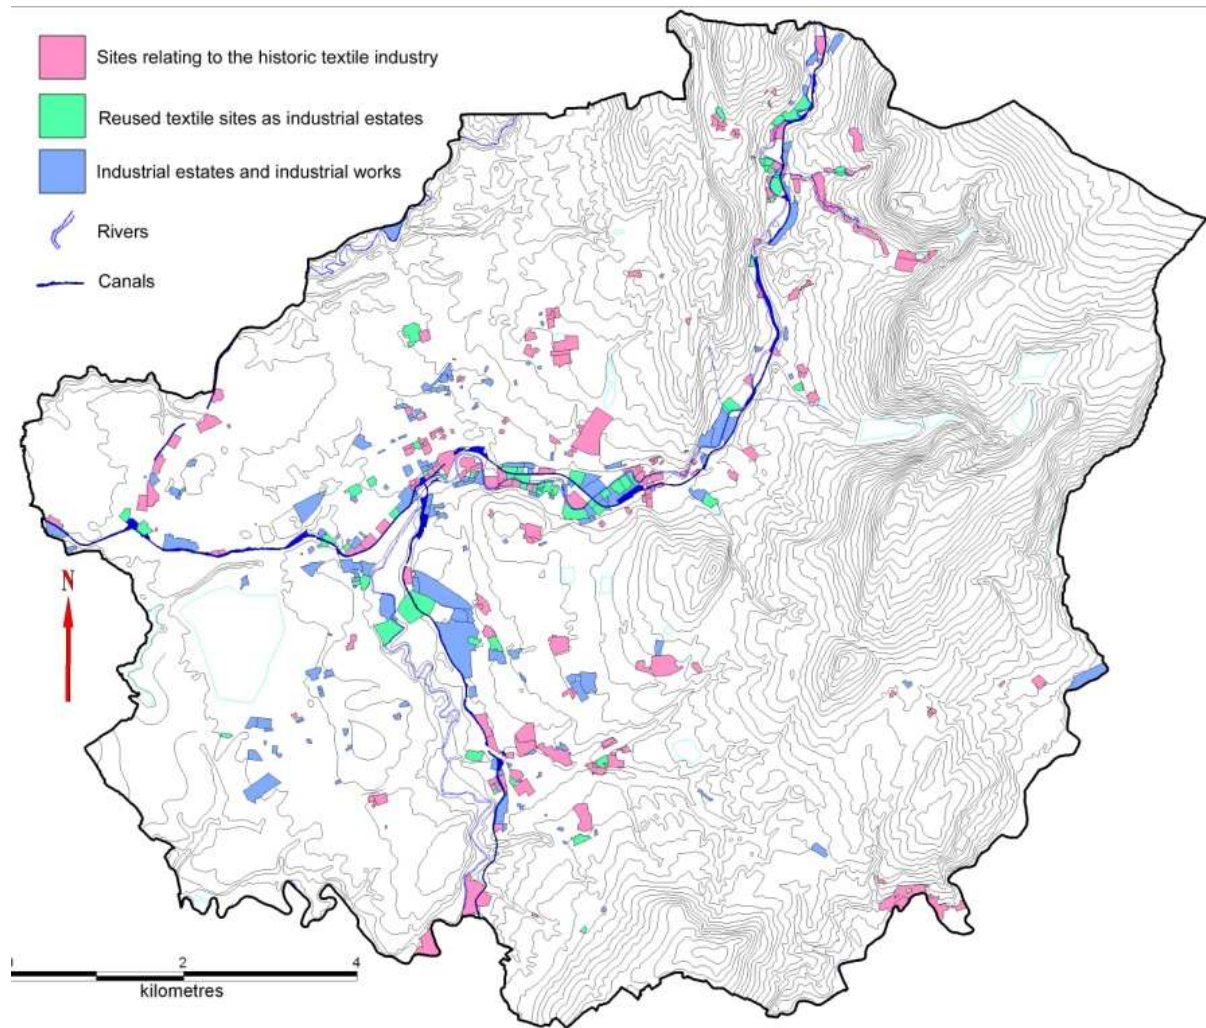 Sites relating to the historic textile industry
Reused textile sites as industrial estates
Industrial estates and industrial works
Rivers
Canals
N
0 2 4
kilometres